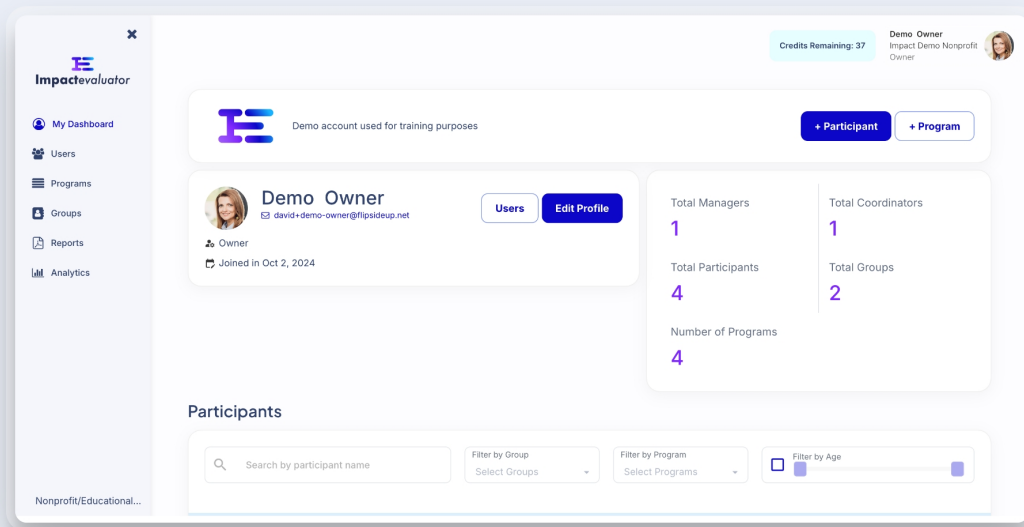 Impactevaluator
My Dashboard
Users
Programs
Groups
Reports
Analytics
Nonprofit/Educational...
Credits Remaining: 37
Demo Owner
Impact Demo Nonprofit
Owner
Demo account used for training purposes
+ Participant
+ Program
Demo Owner
david+demo-owner@flipsideup.net
Users
Edit Profile
Owner
Joined in Oct 2, 2024
Total Managers
1
Total Coordinators
1
Total Participants
4
Total Groups
2
Number of Programs
4
Participants
Search by participant name
Filter by Group
Select Groups
Filter by Program
Select Programs
Filter by Age